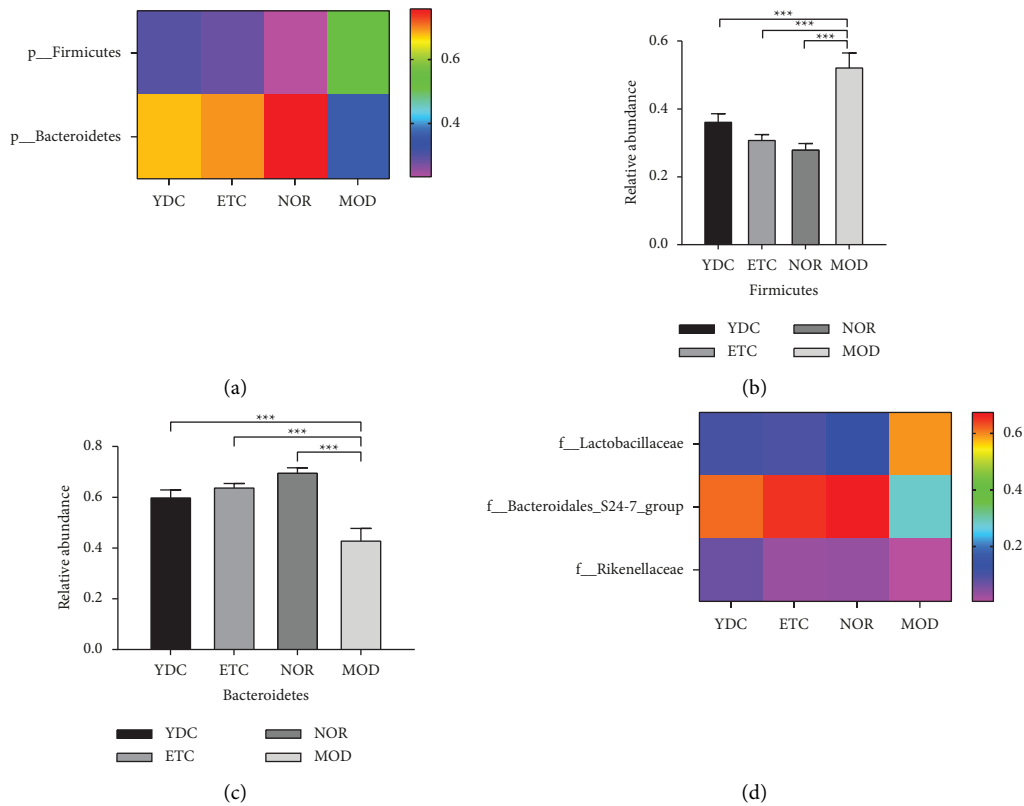 p__Firmicutes
p__Bacteroidetes
YDC ETC NOR MOD
0.6
0.4
(a)
***
***
***
0.6
0.4
0.2
0.0
Relative abundance
YDC ETC NOR MOD
Firmicutes
YDC NOR
ETC MOD
(b)
***
***
***
0.8
0.6
0.4
0.2
0.0
Relative abundance
YDC ETC NOR MOD
Bacteroidetes
YDC NOR
ETC MOD
(c)
f__Lactobacillaceae
f__Bacteroidales_S24-7_group
f__Rikenellaceae
YDC ETC NOR MOD
0.6
0.4
0.2
(d)